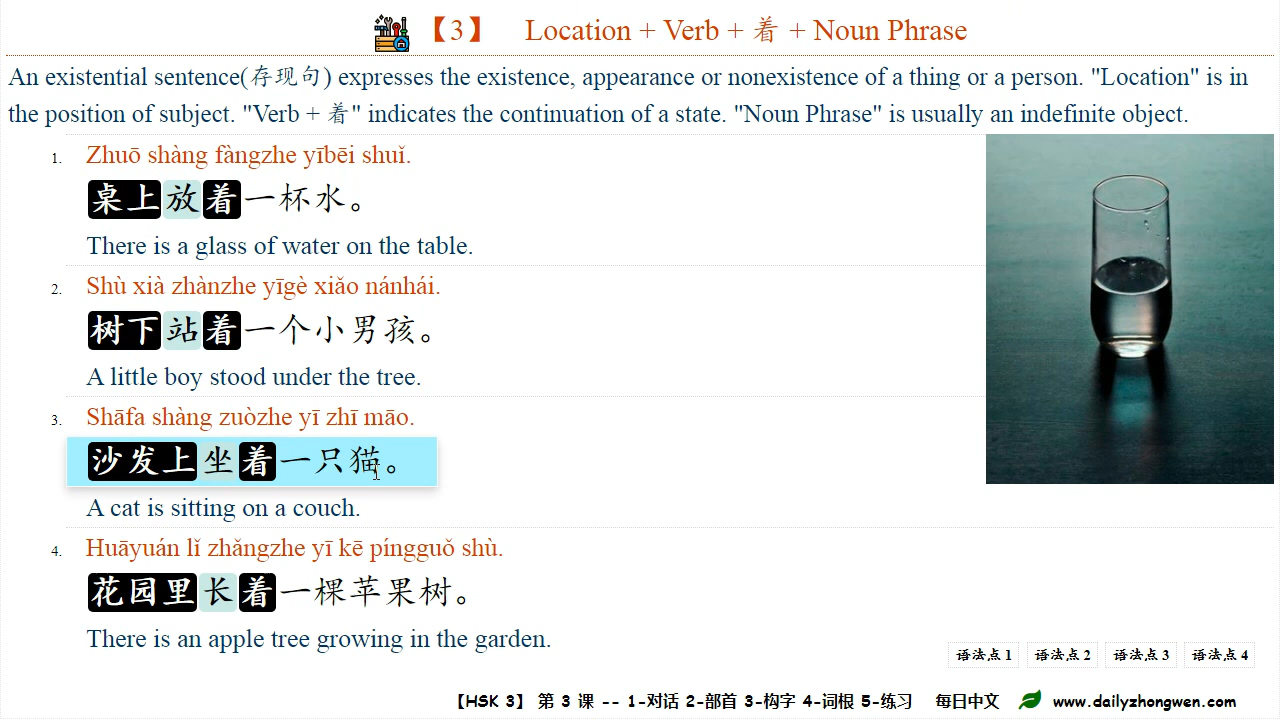 【3】 Location + Verb + 着 + Noun Phrase
An existential sentence(存现句) expresses the existence, appearance or nonexistence of a thing or a person. "Location" is in
the position of subject. "Verb + 着" indicates the continuation of a state. "Noun Phrase" is usually an indefinite object.
1. Zhuō shàng fàngzhe yībēi shuǐ.
桌上放着一杯水。
There is a glass of water on the table.
2. Shù xià zhànzhe yīgè xiǎo nánhái.
树下站着一个小男孩。
A little boy stood under the tree.
3. Shāfa shàng zuòzhe yī zhī māo.
沙发上坐着一只猫。
A cat is sitting on a couch.
4. Huāyuán lǐ zhǎngzhe yī kē píngguǒ shù.
花园里长着一棵苹果树。
There is an apple tree growing in the garden.
语法点 1 语法点 2 语法点 3 语法点 4
【HSK 3】 第 3 课 -- 1-对话 2-部首 3-构字 4-词根 5-练习 每日中文 www.dailyzhongwen.com